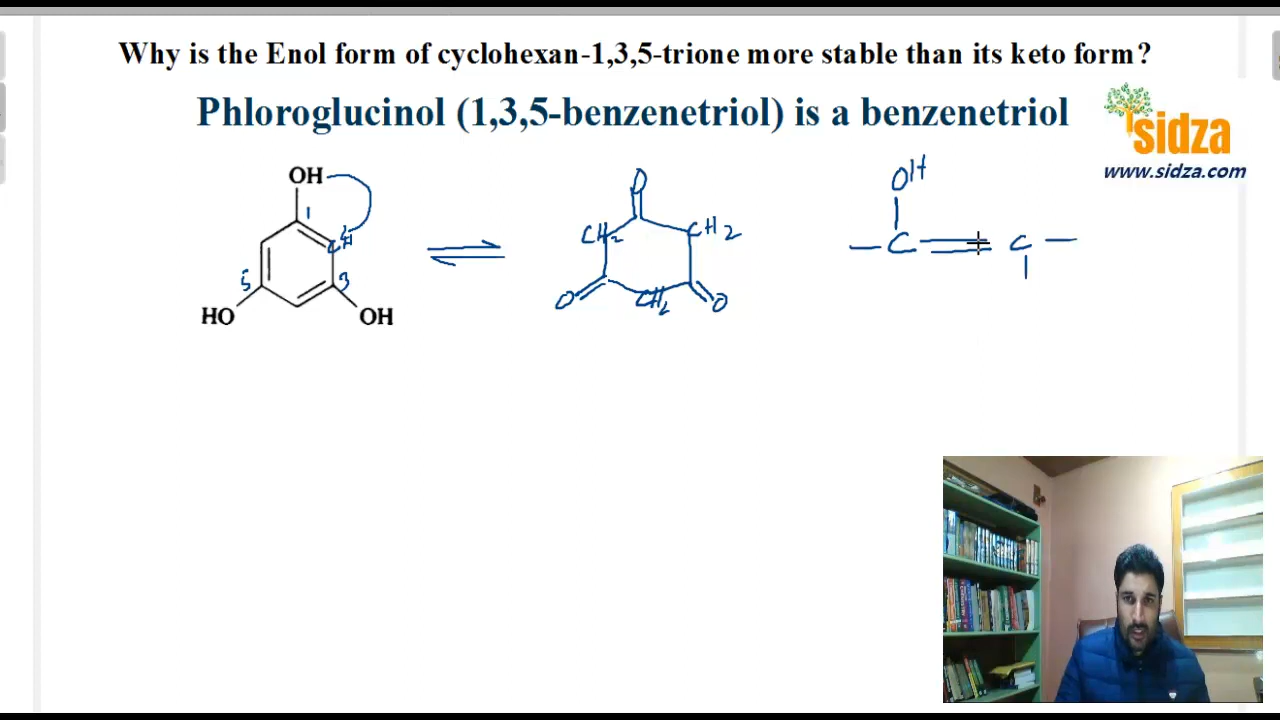 Why is the Enol form of cyclohexan-1,3,5-trione more stable than its keto form?
Phloroglucinol (1,3,5-benzenetriol) is a benzenetriol
sidza
www.sidza.com
OH
1
CH
5
3
HO
OH
O
CH2
CH2
O
CH2
O
OH
C
C